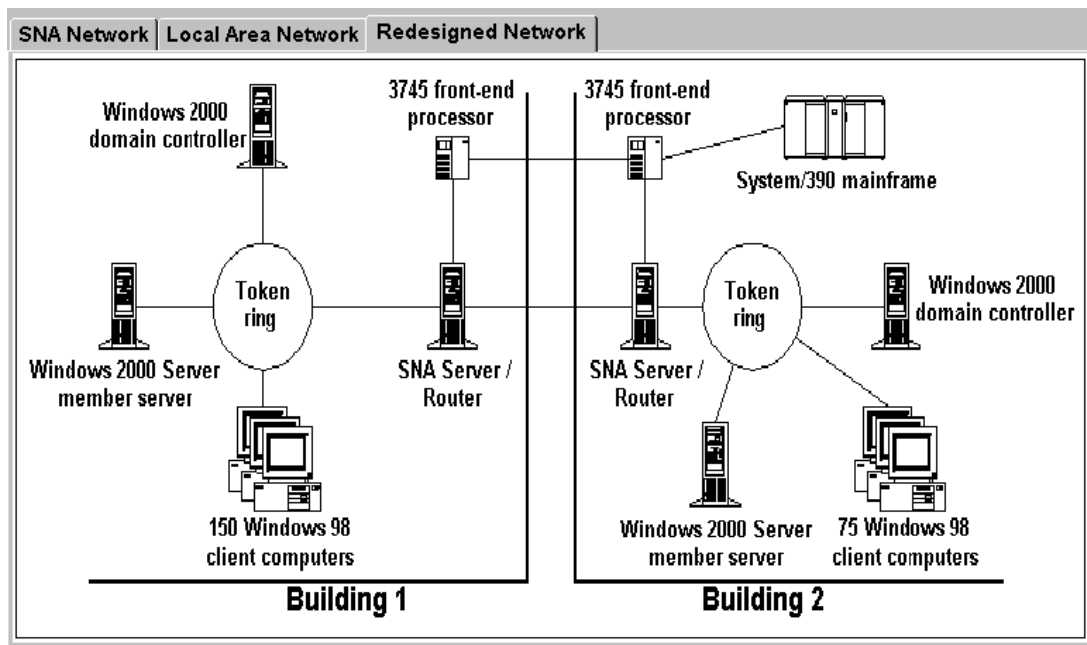 SNA Network
Local Area Network
Redesigned Network
Windows 2000
domain controller
3745 front-end
processor
3745 front-end
processor
System/390 mainframe
Token
ring
Token
ring
Windows 2000
domain controller
Windows 2000 Server
member server
SNA Server /
Router
SNA Server /
Router
150 Windows 98
client computers
Windows 2000 Server
member server
75 Windows 98
client computers
Building 1
Building 2